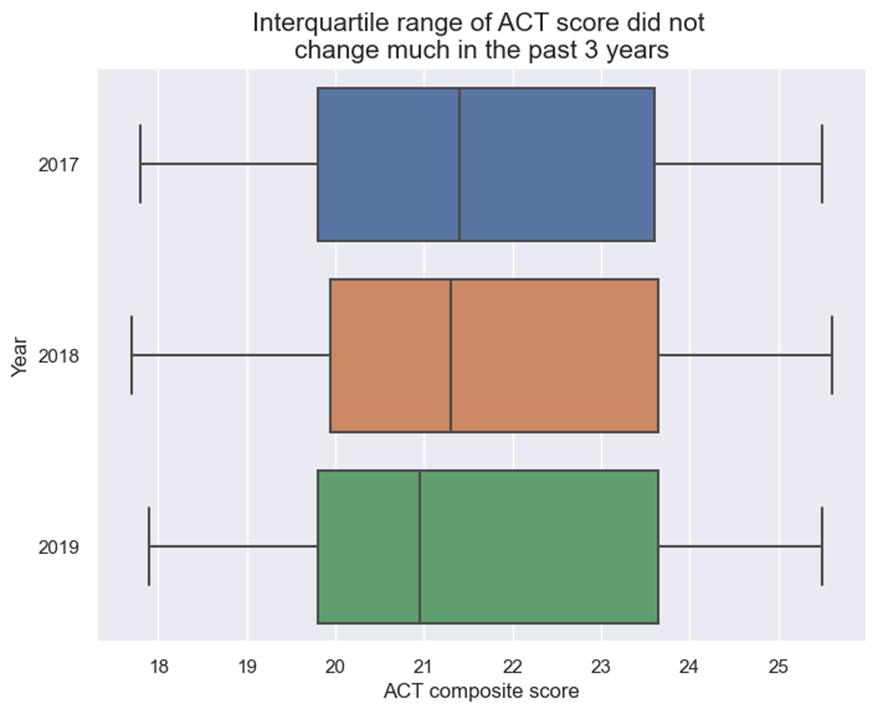 Interquartile range of ACT score did not
change much in the past 3 years
Year
2017
2018
2019
18 19 20 21 22 23 24 25
ACT composite score